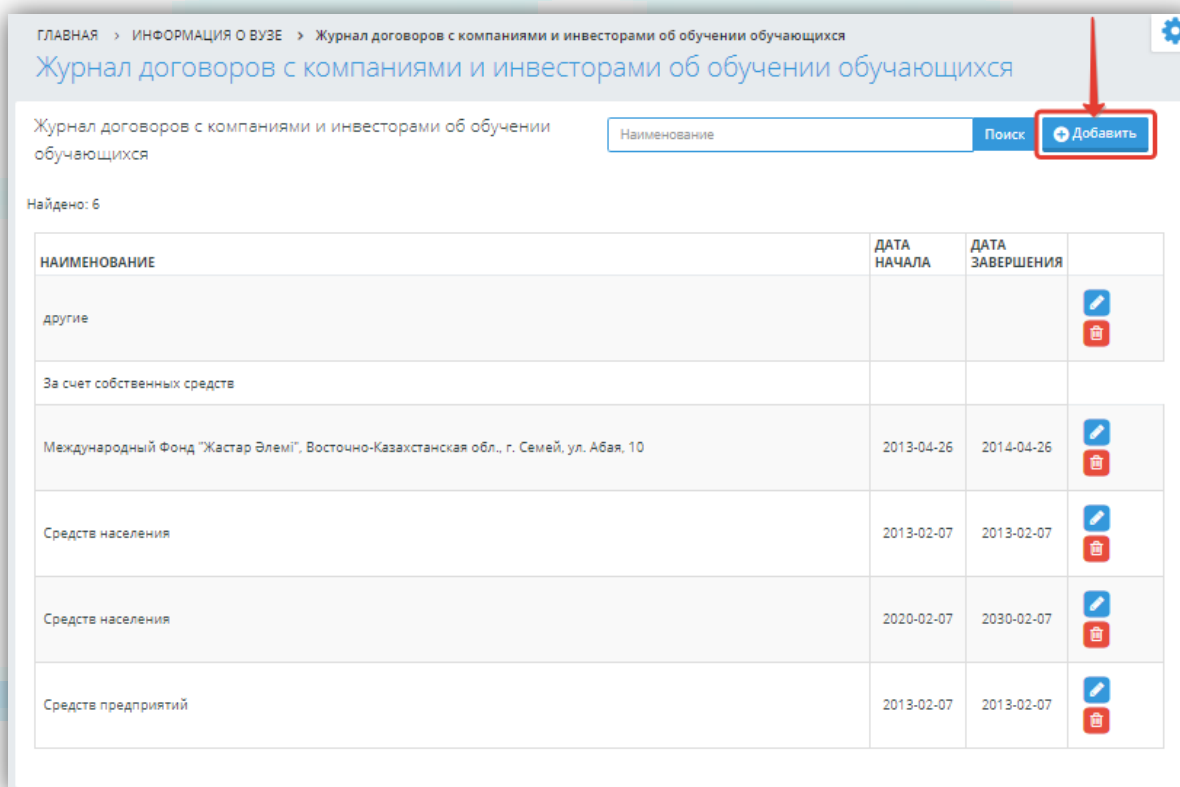 ГЛАВНАЯ > ИНФОРМАЦИЯ О ВУЗЕ > Журнал договоров с компаниями и инвесторами об обучении обучающихся
Журнал договоров с компаниями и инвесторами об обучении обучающихся
Журнал договоров с компаниями и инвесторами об обучении
обучающихся
Наименование Поиск Добавить
Найдено: 6
НАИМЕНОВАНИЕ ДАТА НАЧАЛА ДАТА ЗАВЕРШЕНИЯ
другие
За счет собственных средств
Международный Фонд "Жастар Әлемі", Восточно-Казахстанская обл., г. Семей, ул. Абая, 10 2013-04-26 2014-04-26
Средств населения 2013-02-07 2013-02-07
Средств населения 2020-02-07 2030-02-07
Средств предприятий 2013-02-07 2013-02-07